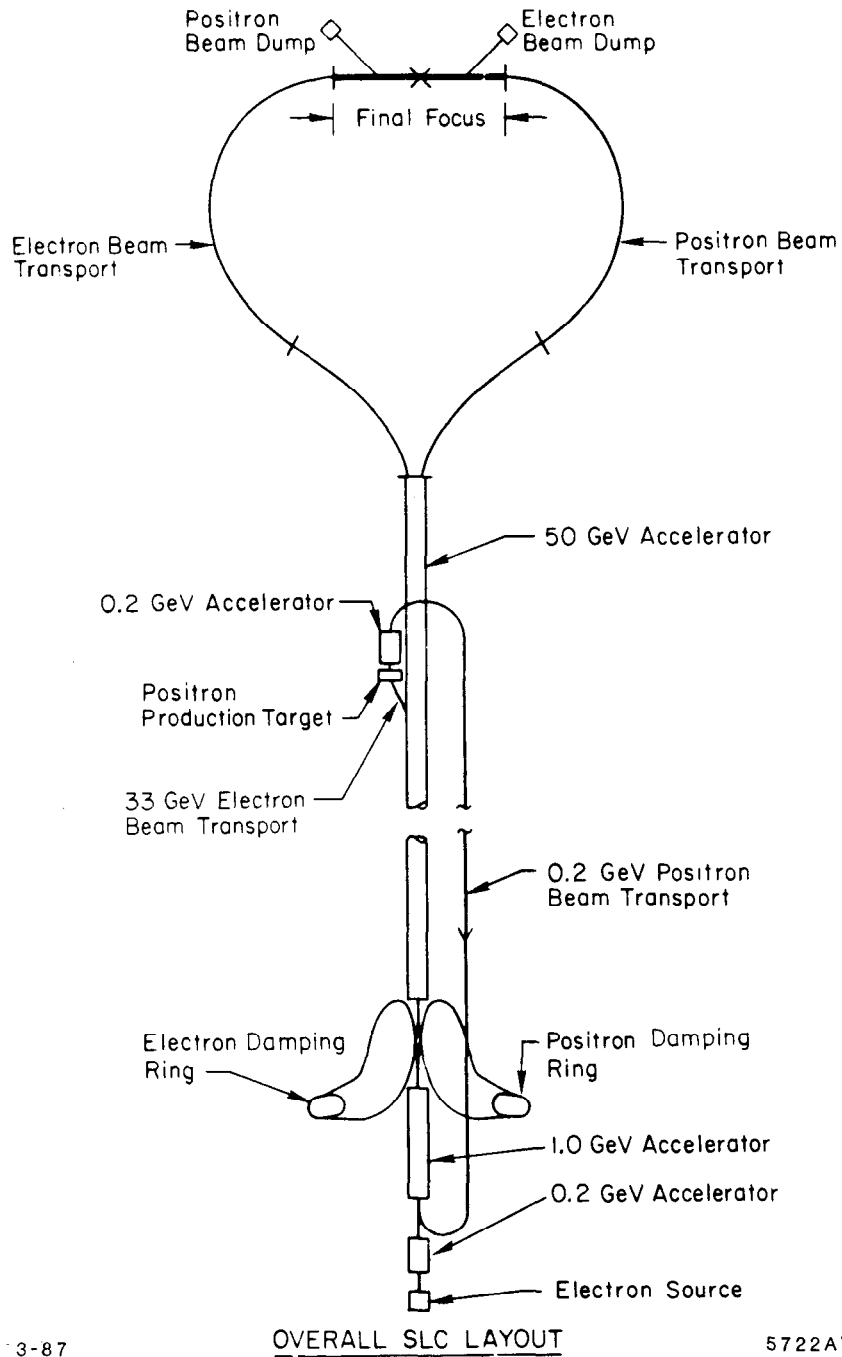 Positron
Beam Dump
Electron
Beam Dump
Final Focus
Electron Beam
Transport
Positron Beam
Transport
50 GeV Accelerator
0.2 GeV Accelerator
Positron
Production Target
33 GeV Electron
Beam Transport
0.2 GeV Positron
Beam Transport
Electron Damping
Ring
Positron Damping
Ring
1.0 GeV Accelerator
0.2 GeV Accelerator
Electron Source
3-87
OVERALL SLC LAYOUT
5722A